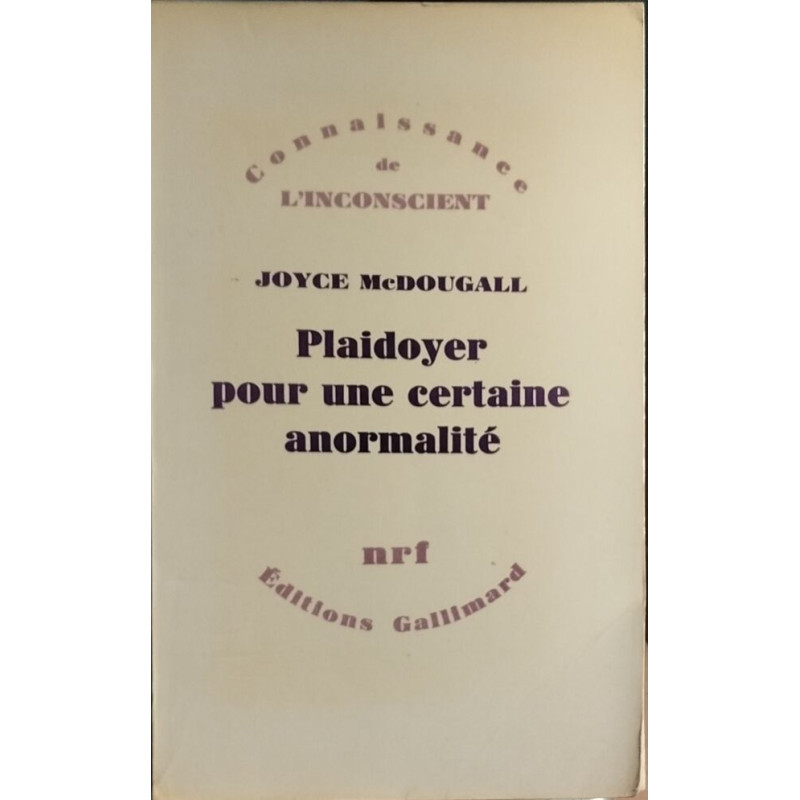 Connaissance
de
L'INCONSCIENT
JOYCE McDOUGALL
Plaidoyer
pour une certaine
anormalité
nrf
Éditions Gallimard